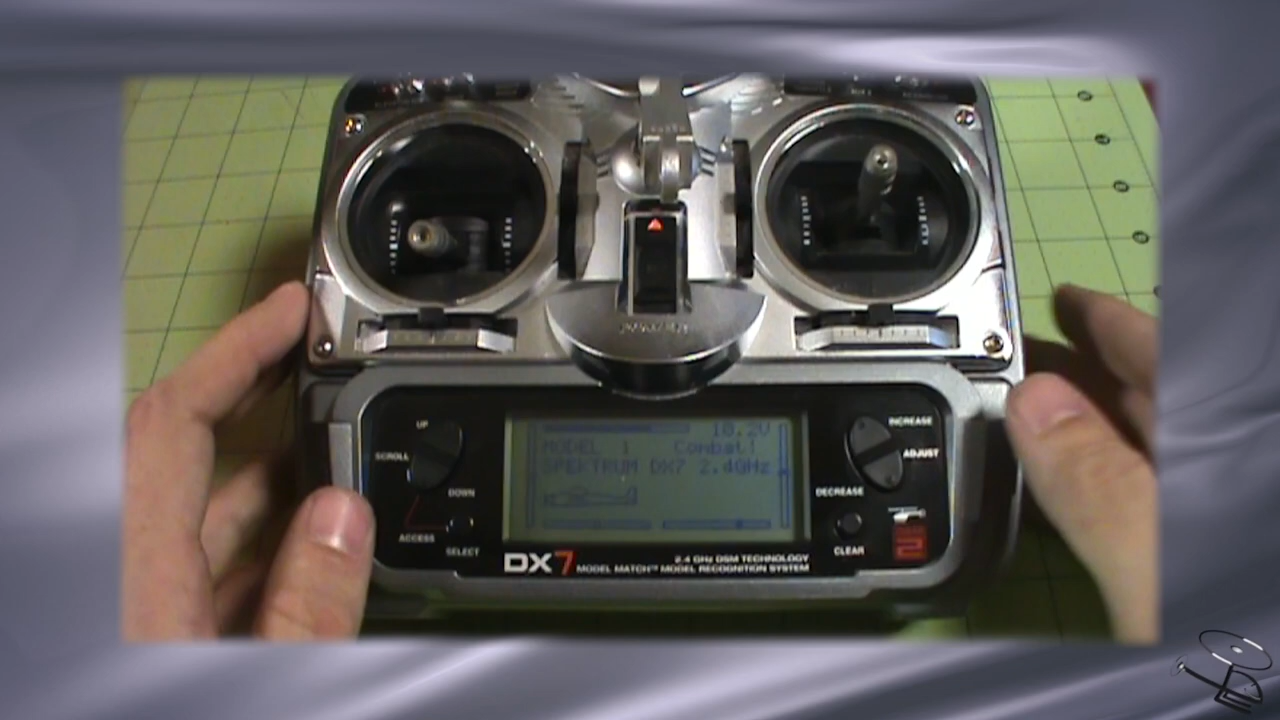 10.2V
MODEL 1 Combat!
SPEKTRUM DX7 2.4GHz
UP
SCROLL
DOWN
ACCESS
SELECT
INCREASE
ADJUST
DECREASE
CLEAR
DX7
2.4 GHz DSM TECHNOLOGY
MODEL MATCH™ MODEL RECOGNITION SYSTEM